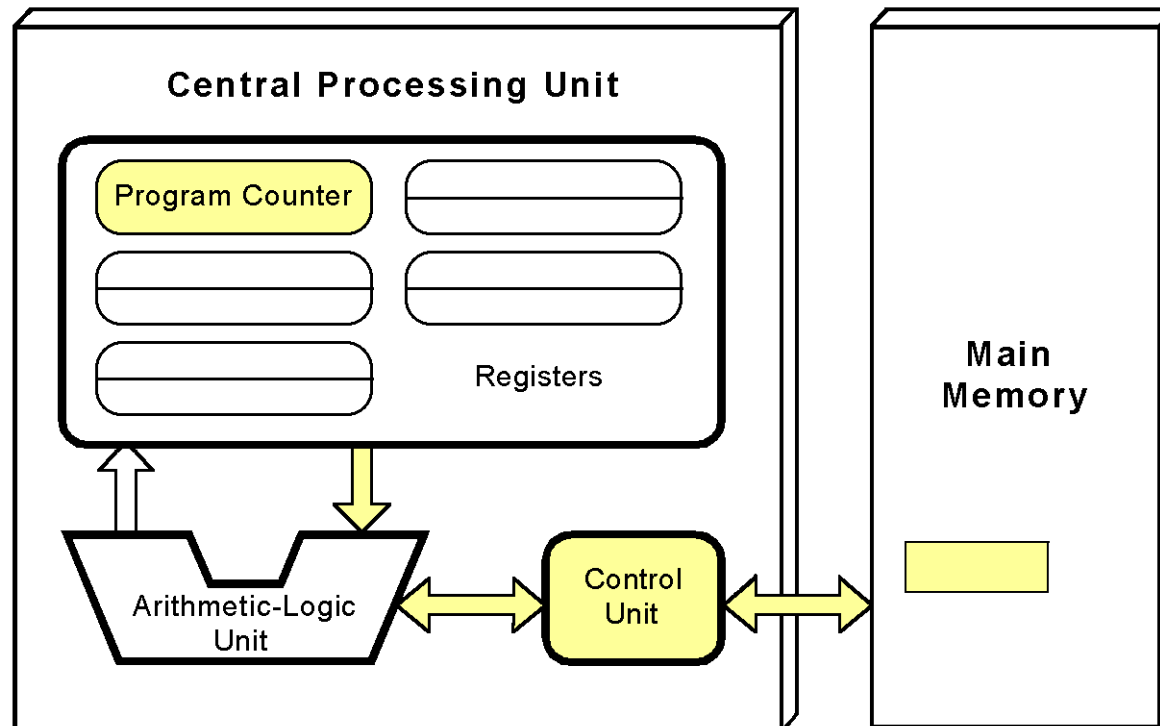 Central Processing Unit
Program Counter
Registers
Arithmetic-Logic
Unit
Control
Unit
Main
Memory